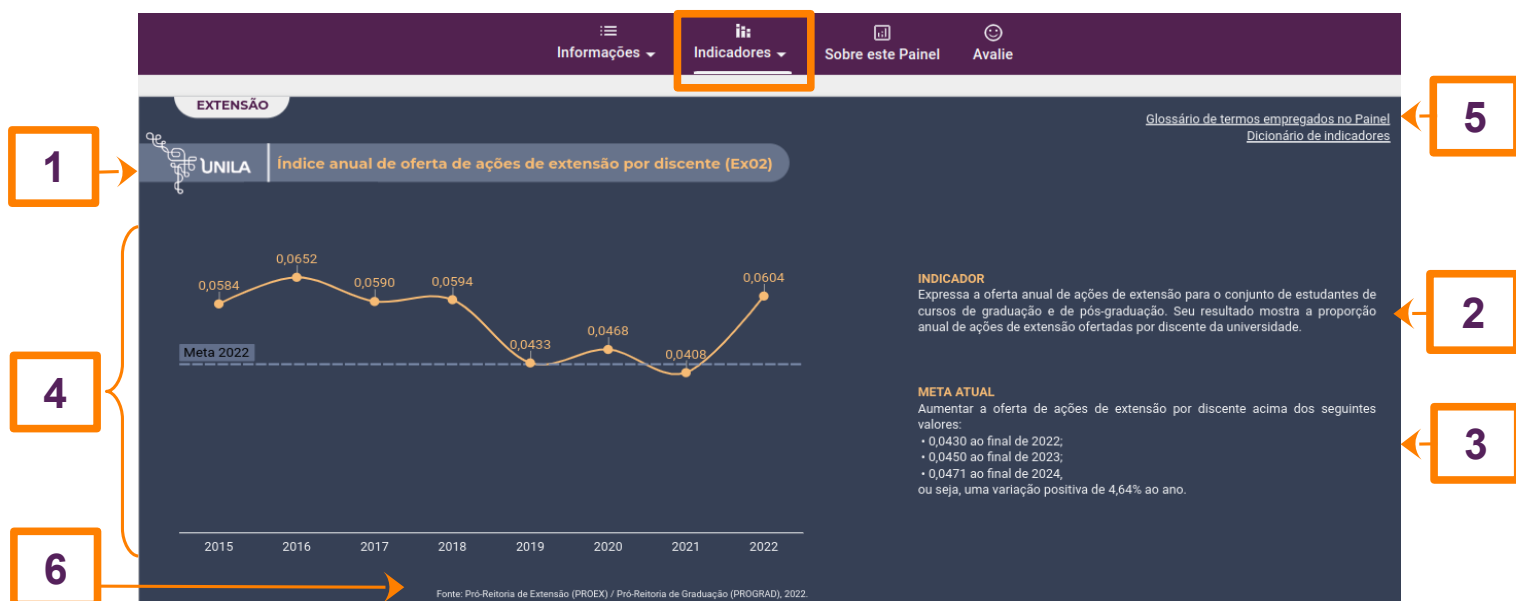 Informações
Indicadores
Sobre este Painel
Avalie
EXTENSÃO
Glossário de termos empregados no Painel
Dicionário de indicadores
5
1
UNILA
Índice anual de oferta de ações de extensão por discente (Ex02)
4
0,0584
0,0652
0,0590
0,0594
0,0433
0,0468
0,0408
0,0604
Meta 2022
INDICADOR
Expressa a oferta anual de ações de extensão para o conjunto de estudantes de
cursos de graduação e de pós-graduação. Seu resultado mostra a proporção
anual de ações de extensão ofertadas por discente da universidade.
2
META ATUAL
Aumentar a oferta de ações de extensão por discente acima dos seguintes
valores:
• 0,0430 ao final de 2022;
• 0,0450 ao final de 2023;
• 0,0471 ao final de 2024,
ou seja, uma variação positiva de 4,64% ao ano.
3
2015 2016 2017 2018 2019 2020 2021 2022
6
Fonte: Pró-Reitoria de Extensão (PROEX) / Pró-Reitoria de Graduação (PROGRAD), 2022.